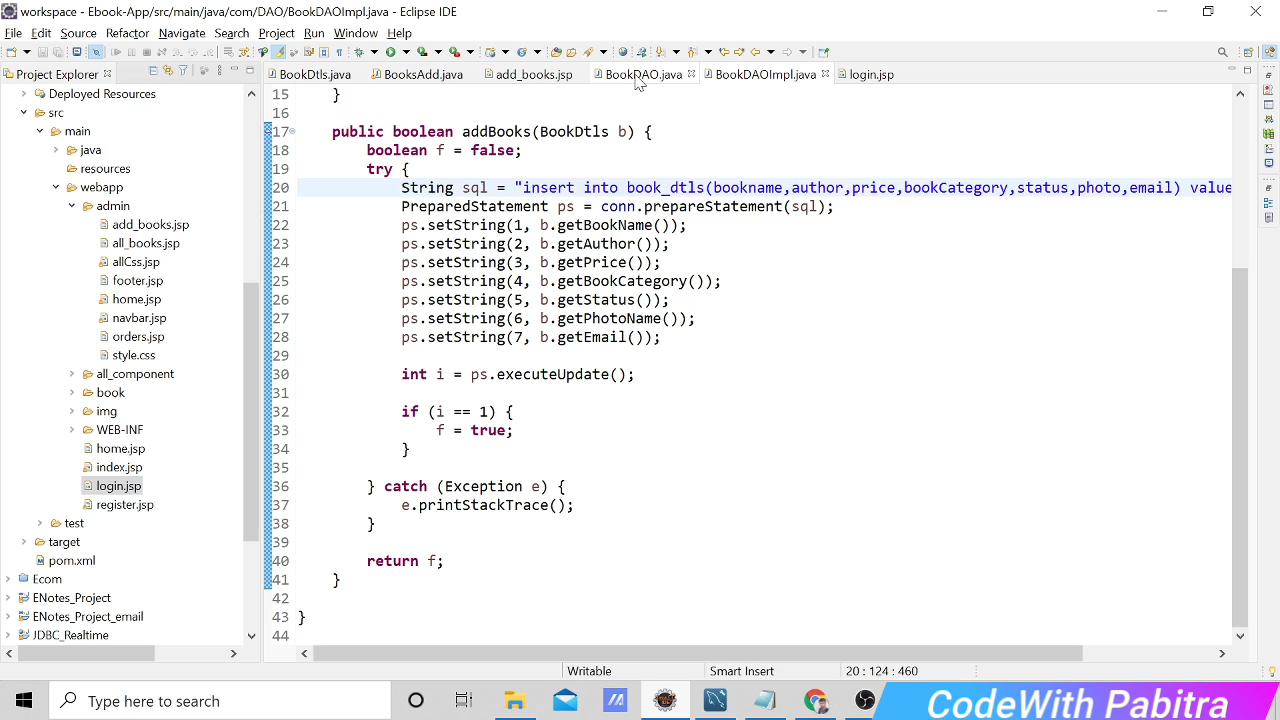 workspace - Ebook-App/src/main/java/com/DAO/BookDAOImpl.java - Eclipse IDE
File Edit Source Refactor Navigate Search Project Run Window Help
Project Explorer
BookDtls.java BooksAdd.java add_books.jsp BookDAO.java BookDAOImpl.java login.jsp
Deployed Resources
src
main
java
resources
webapp
admin
add_books.jsp
all_books.jsp
allCss.jsp
footer.jsp
home.jsp
navbar.jsp
orders.jsp
style.css
all_component
book
img
WEB-INF
home.jsp
index.jsp
login.jsp
register.jsp
test
target
pom.xml
Ecom
ENotes_Project
ENotes_Project_email
JDBC_Realtime
15 }
16
17 public boolean addBooks(BookDtls b) {
18 boolean f = false;
19 try {
20 String sql = "insert into book_dtls(bookname,author,price,bookCategory,status,photo,email) value
21 PreparedStatement ps = conn.prepareStatement(sql);
22 ps.setString(1, b.getBookName());
23 ps.setString(2, b.getAuthor());
24 ps.setString(3, b.getPrice());
25 ps.setString(4, b.getBookCategory());
26 ps.setString(5, b.getStatus());
27 ps.setString(6, b.getPhotoName());
28 ps.setString(7, b.getEmail());
29
30 int i = ps.executeUpdate();
31
32 if (i == 1) {
33 f = true;
34 }
35
36 } catch (Exception e) {
37 e.printStackTrace();
38 }
39
40 return f;
41 }
42
43 }
44
Writable Smart Insert 20 : 124 : 460
Type here to search
CodeWith Pabitra